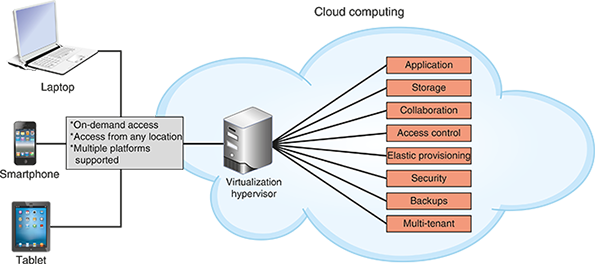 Cloud computing
Laptop
Smartphone
Tablet
*On-demand access
*Access from any location
*Multiple platforms
supported
Virtualization
hypervisor
Application
Storage
Collaboration
Access control
Elastic provisioning
Security
Backups
Multi-tenant